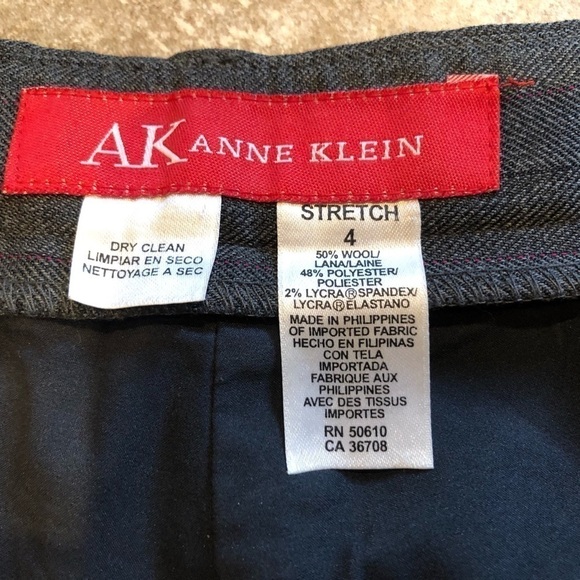 AK ANNE KLEIN
DRY CLEAN
LIMPIAR EN SECO
NETTOYAGE A SEC
STRETCH
4
50% WOOL/
LANA/LAINE
48% POLYESTER/
POLIESTER
2% LYCRA®SPANDEX/
LYCRA®ELASTANO
MADE IN PHILIPPINES
OF IMPORTED FABRIC
HECHO EN FILIPINAS
CON TELA
IMPORTADA
FABRIQUE AUX
PHILIPPINES
AVEC DES TISSUS
IMPORTES
RN 50610
CA 36708